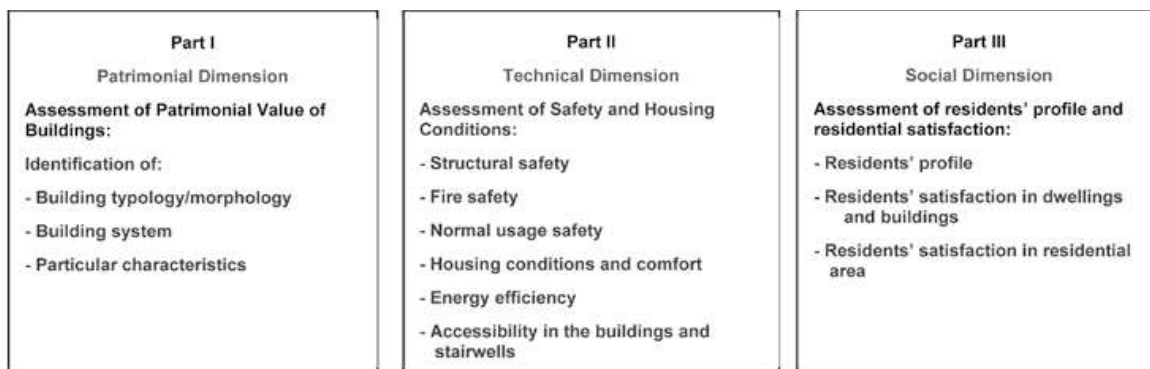 Part I
Patrimonial Dimension
Assessment of Patrimonial Value of
Buildings:
Identification of:
- Building typology/morphology
- Building system
- Particular characteristics
Part II
Technical Dimension
Assessment of Safety and Housing
Conditions:
- Structural safety
- Fire safety
- Normal usage safety
- Housing conditions and comfort
- Energy efficiency
- Accessibility in the buildings and
stairwells
Part III
Social Dimension
Assessment of residents' profile and
residential satisfaction:
- Residents' profile
- Residents' satisfaction in dwellings
and buildings
- Residents' satisfaction in residential
area